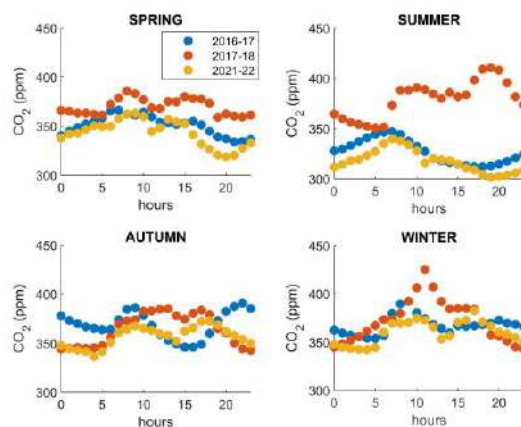 SPRING
450
400
350
300
CO2 (ppm)
0 5 10 15 20
hours
2016-17
2017-18
2021-22
SUMMER
450
400
350
300
CO2 (ppm)
0 5 10 15 20
hours
AUTUMN
450
400
350
300
CO2 (ppm)
0 5 10 15 20
hours
WINTER
450
400
350
300
CO2 (ppm)
0 5 10 15 20
hours